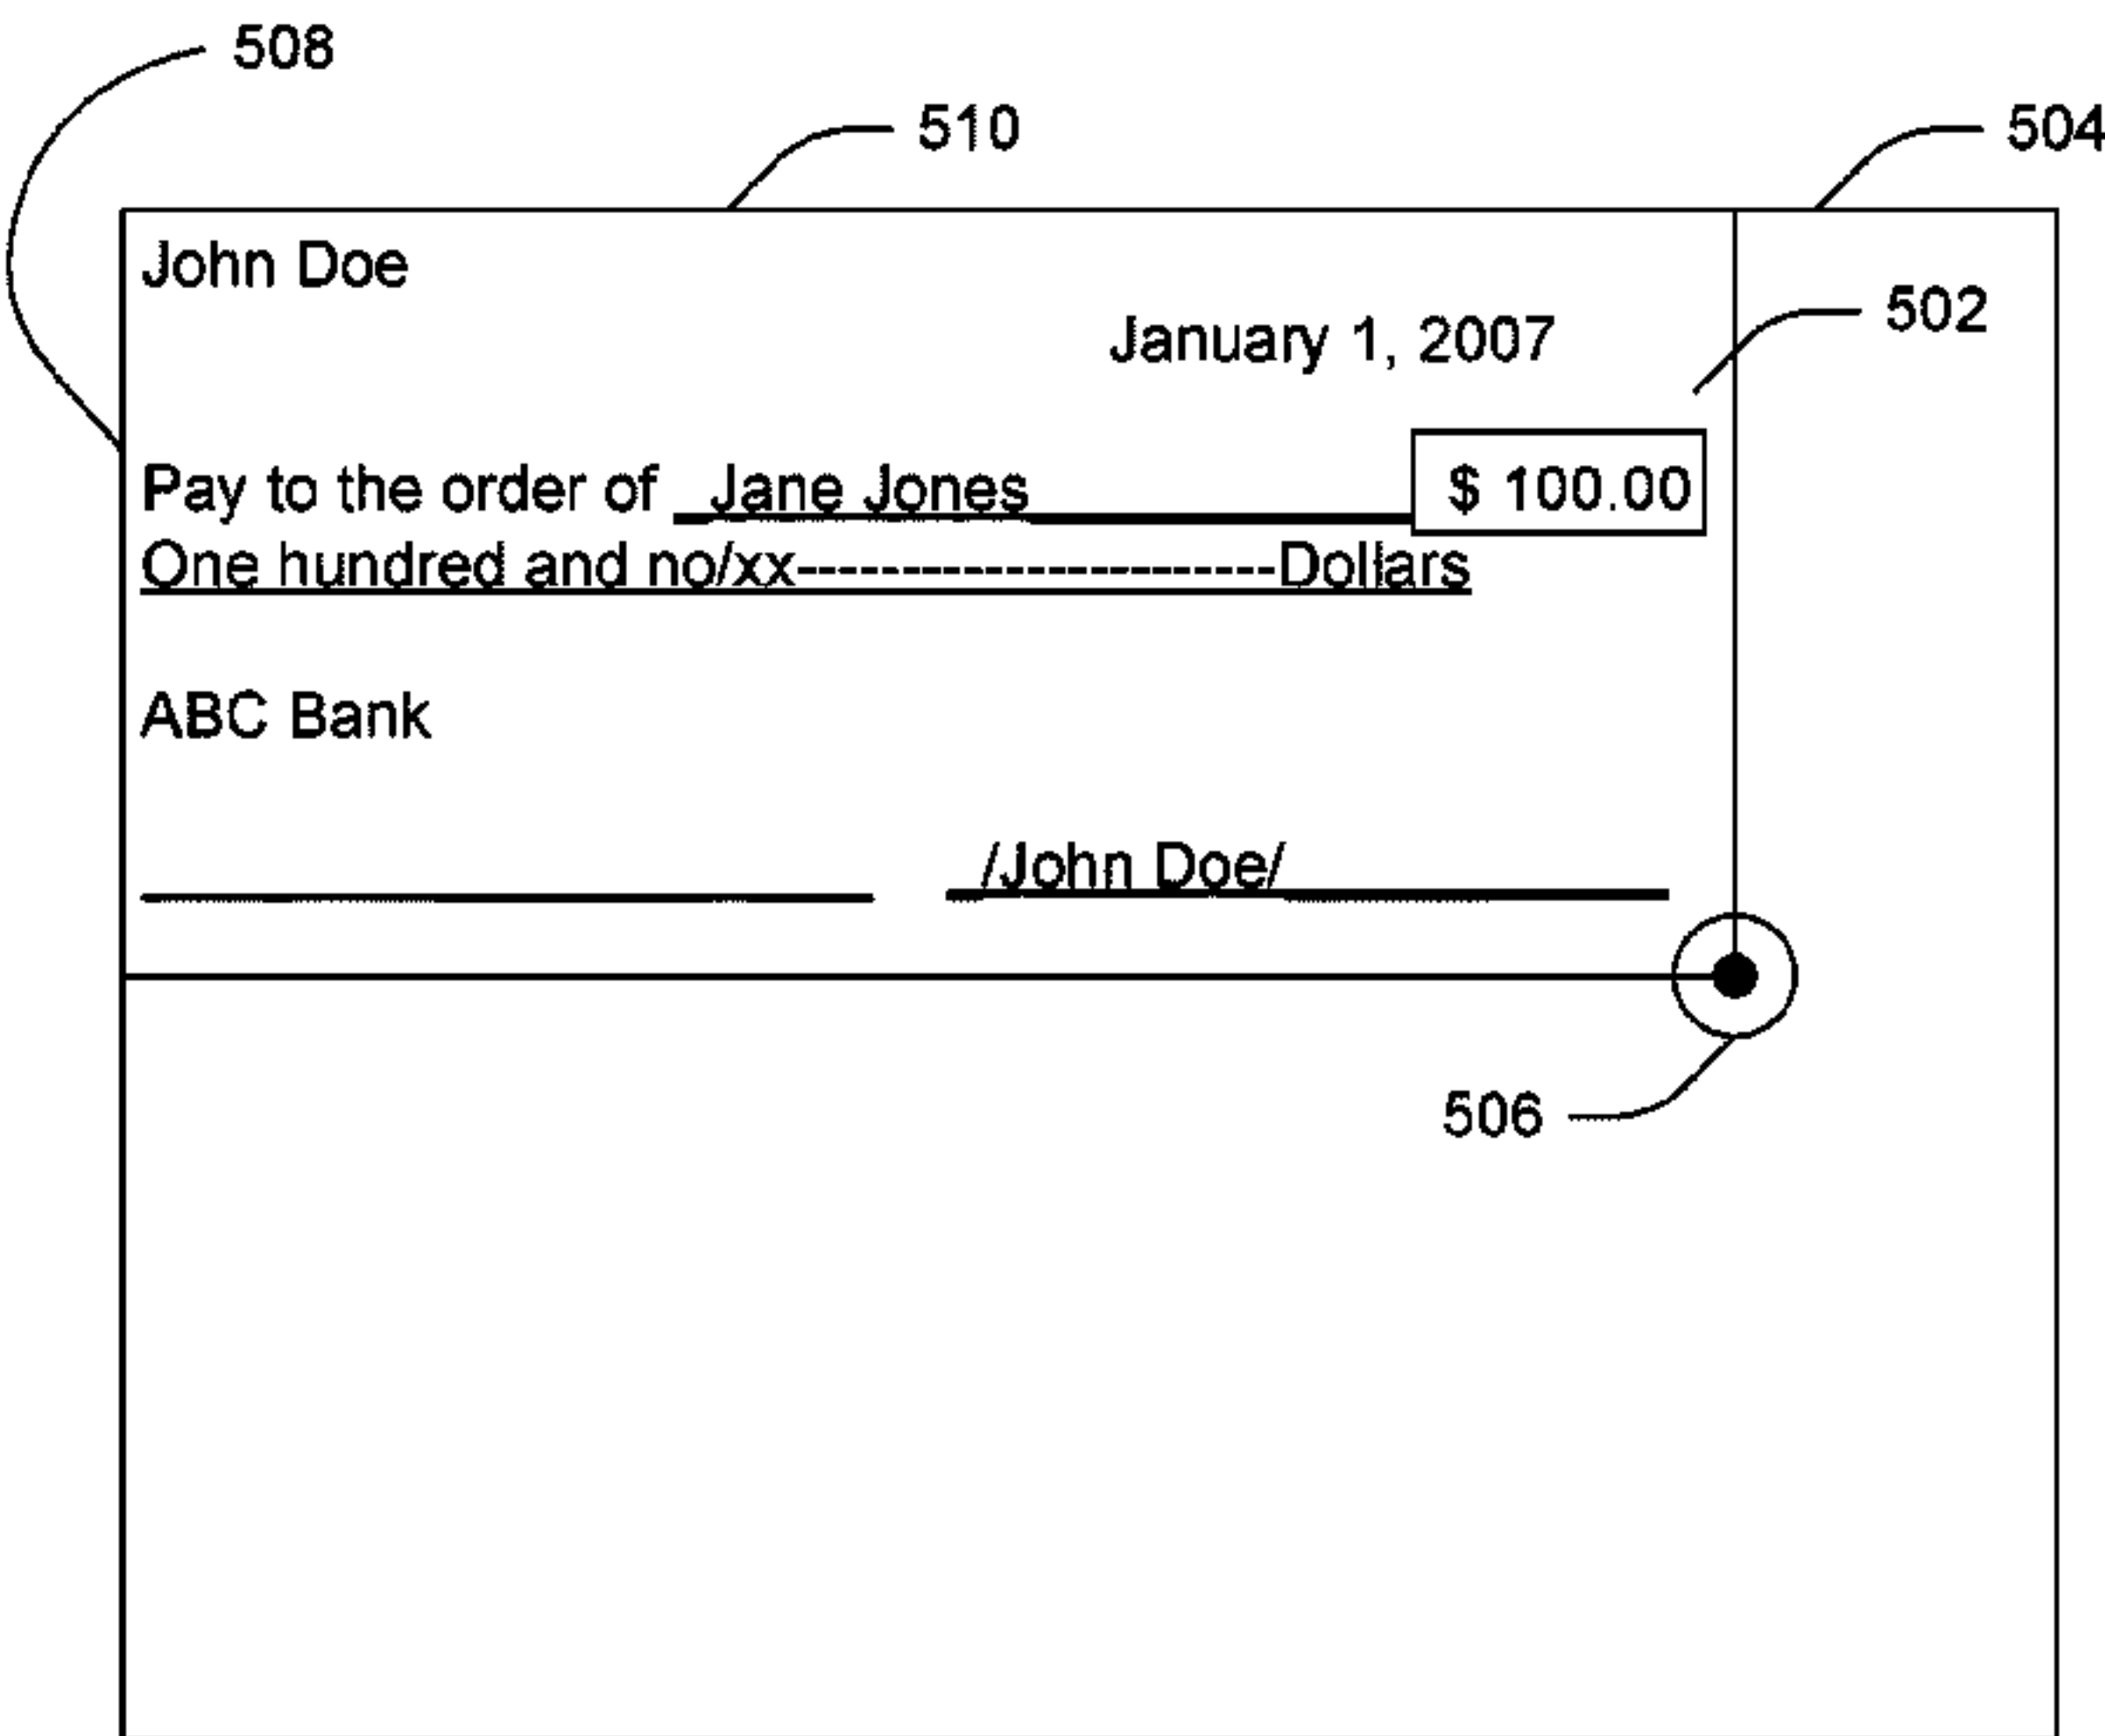 508
510
504
John Doe
502
January 1, 2007
Pay to the order of Jane Jones $ 100.00
One hundred and no/xx-----------------------Dollars
ABC Bank
/John Doe/
506